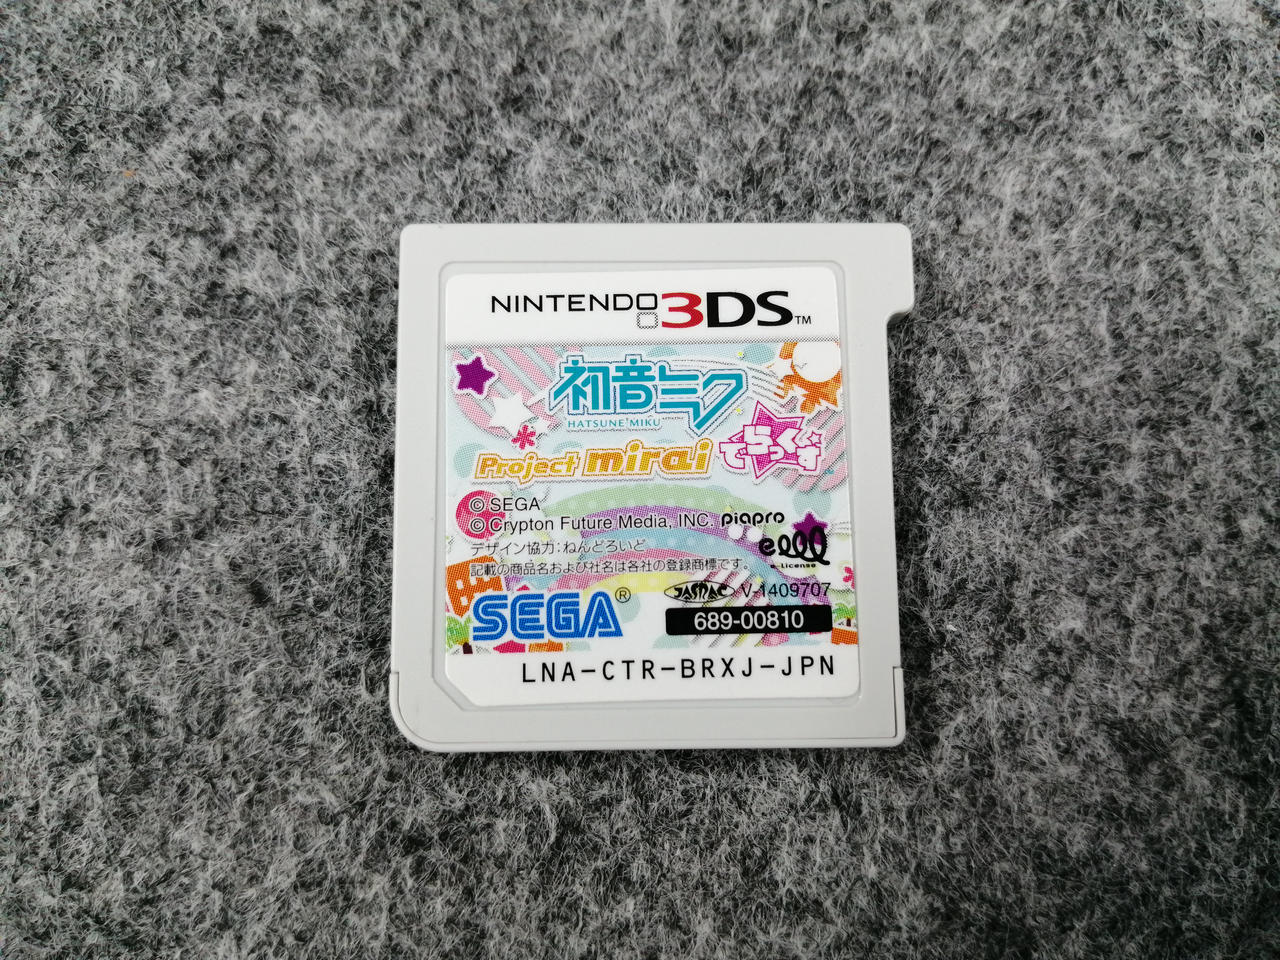 NINTENDO 3DS™
初音ミク
HATSUNE MIKU
Project mirai でらっくす
© SEGA
© Crypton Future Media, INC. piapro
デザイン協力：ねんどろいど
e-License
記載の商品名および社名は各社の登録商標です。
JASRAC V-1409707
SEGA®
689-00810
LNA-CTR-BRXJ-JPN